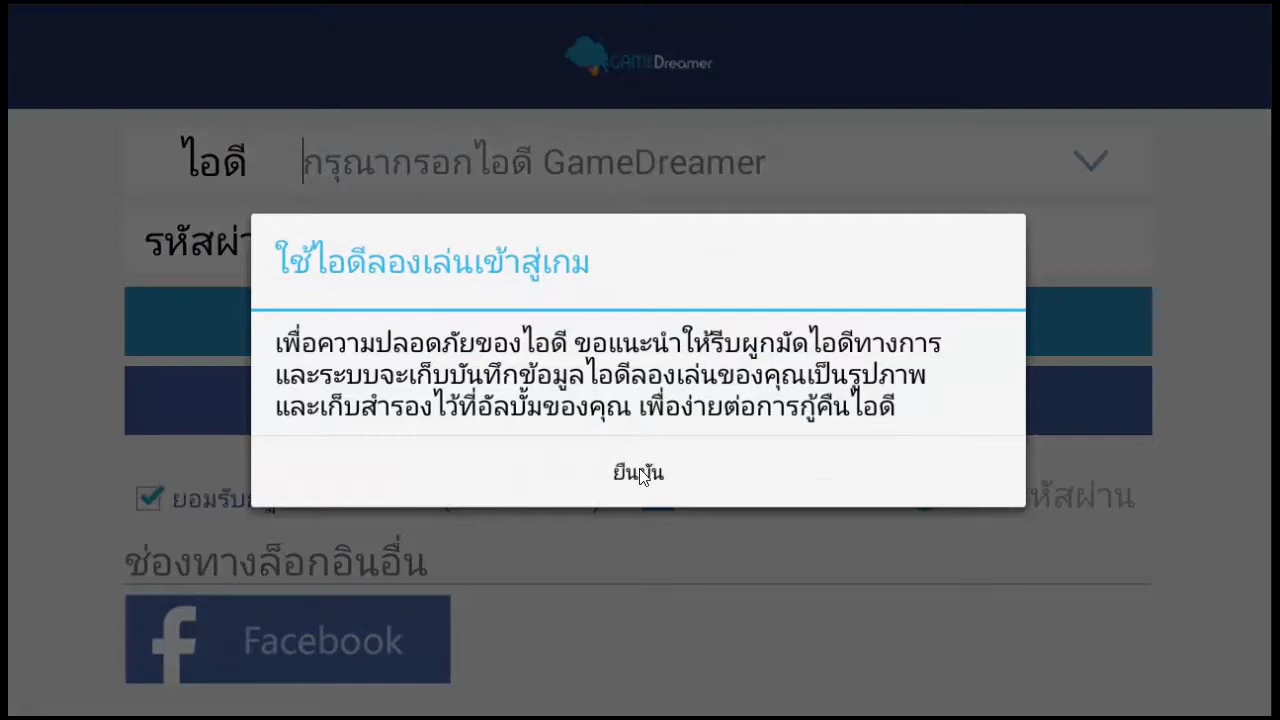 GAMEDreamer
ไอดี
กรุณากรอกไอดี GameDreamer
ใช้ไอดีลองเล่นเข้าสู่เกม
เพื่อความปลอดภัยของไอดี ขอแนะนำให้รีบผูกมัดไอดีทางการ
และระบบจะเก็บบันทึกข้อมูลไอดีลองเล่นของคุณเป็นรูปภาพ
และเก็บสำรองไว้ที่อัลบั้มของคุณ เพื่อง่ายต่อการกู้คืนไอดี
ยืนยัน
ยอมรับ
ช่องทางล็อกอินอื่น
Facebook